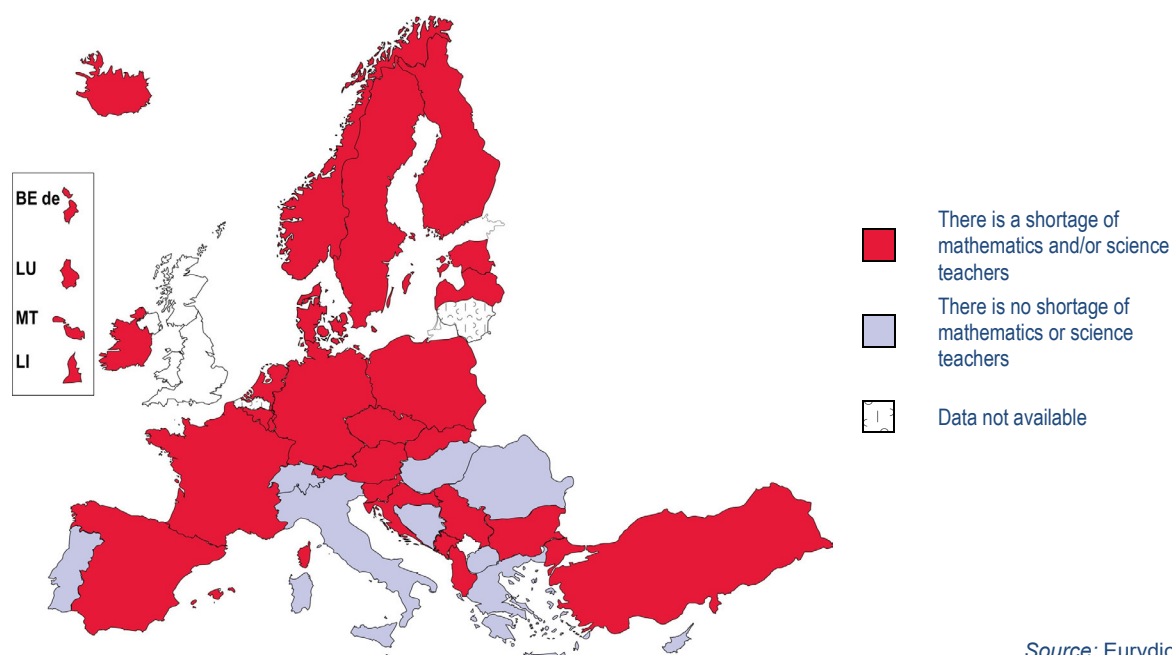 BE de
LU
MT
LI
There is a shortage of
mathematics and/or science
teachers
There is no shortage of
mathematics or science
teachers
Data not available
Source: Eurydic